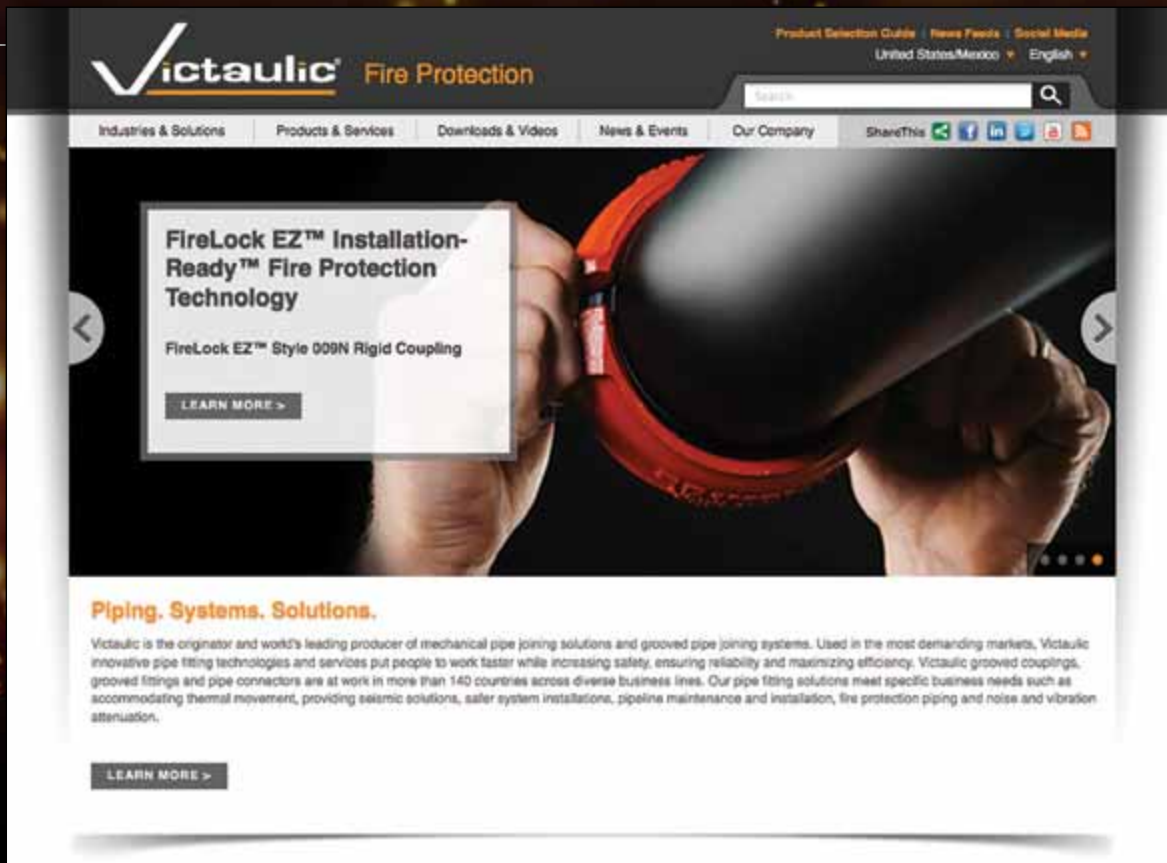 Product Selection Guide | News Feeds | Social Media
United States/Mexico English
Victaulic® Fire Protection
Search
Industries & Solutions Products & Services Downloads & Videos News & Events Our Company ShareThis
FireLock EZ™ Installation-
Ready™ Fire Protection
Technology
FireLock EZ™ Style 009N Rigid Coupling
LEARN MORE >
Piping. Systems. Solutions.
Victaulic is the originator and world's leading producer of mechanical pipe joining solutions and grooved pipe joining systems. Used in the most demanding markets, Victaulic
innovative pipe fitting technologies and services put people to work faster while increasing safety, ensuring reliability and maximizing efficiency. Victaulic grooved couplings,
grooved fittings and pipe connectors are at work in more than 140 countries across diverse business lines. Our pipe fitting solutions meet specific business needs such as
accommodating thermal movement, providing seismic solutions, safer system installations, pipeline maintenance and installation, fire protection piping and noise and vibration
attenuation.
LEARN MORE >